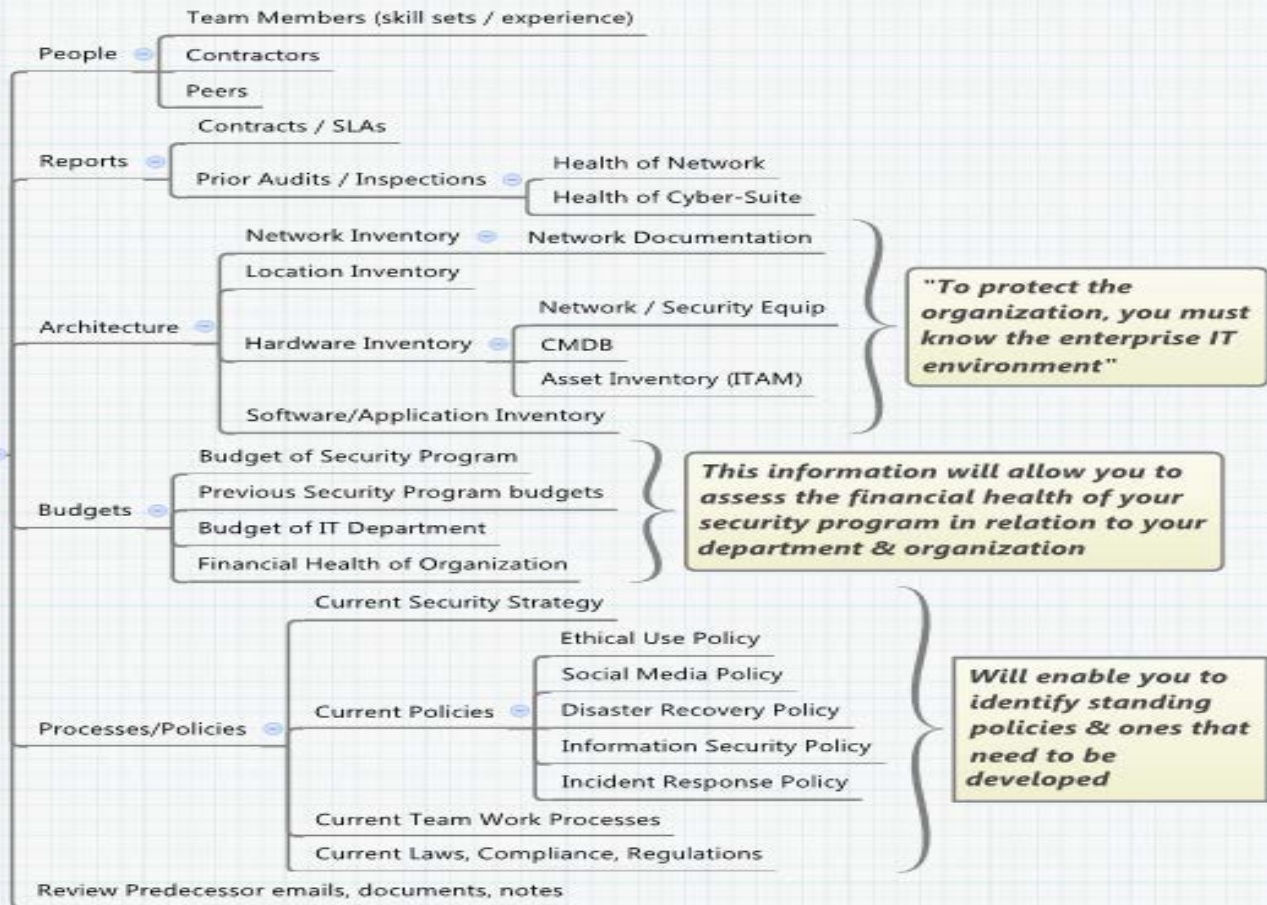 Team Members (skill sets / experience)
People
Contractors
Peers
Contracts / SLAs
Reports
Prior Audits / Inspections
Health of Network
Health of Cyber-Suite
Network Inventory
Network Documentation
Location Inventory
Architecture
Hardware Inventory
Network / Security Equip
CMDB
Asset Inventory (ITAM)
Software/Application Inventory
"To protect the
organization, you must
know the enterprise IT
environment"
Budget of Security Program
Previous Security Program budgets
Budgets
Budget of IT Department
Financial Health of Organization
This information will allow you to
assess the financial health of your
security program in relation to your
department & organization
Current Security Strategy
Processes/Policies
Current Policies
Ethical Use Policy
Social Media Policy
Disaster Recovery Policy
Information Security Policy
Incident Response Policy
Current Team Work Processes
Current Laws, Compliance, Regulations
Will enable you to
identify standing
policies & ones that
need to be
developed
Review Predecessor emails, documents, notes